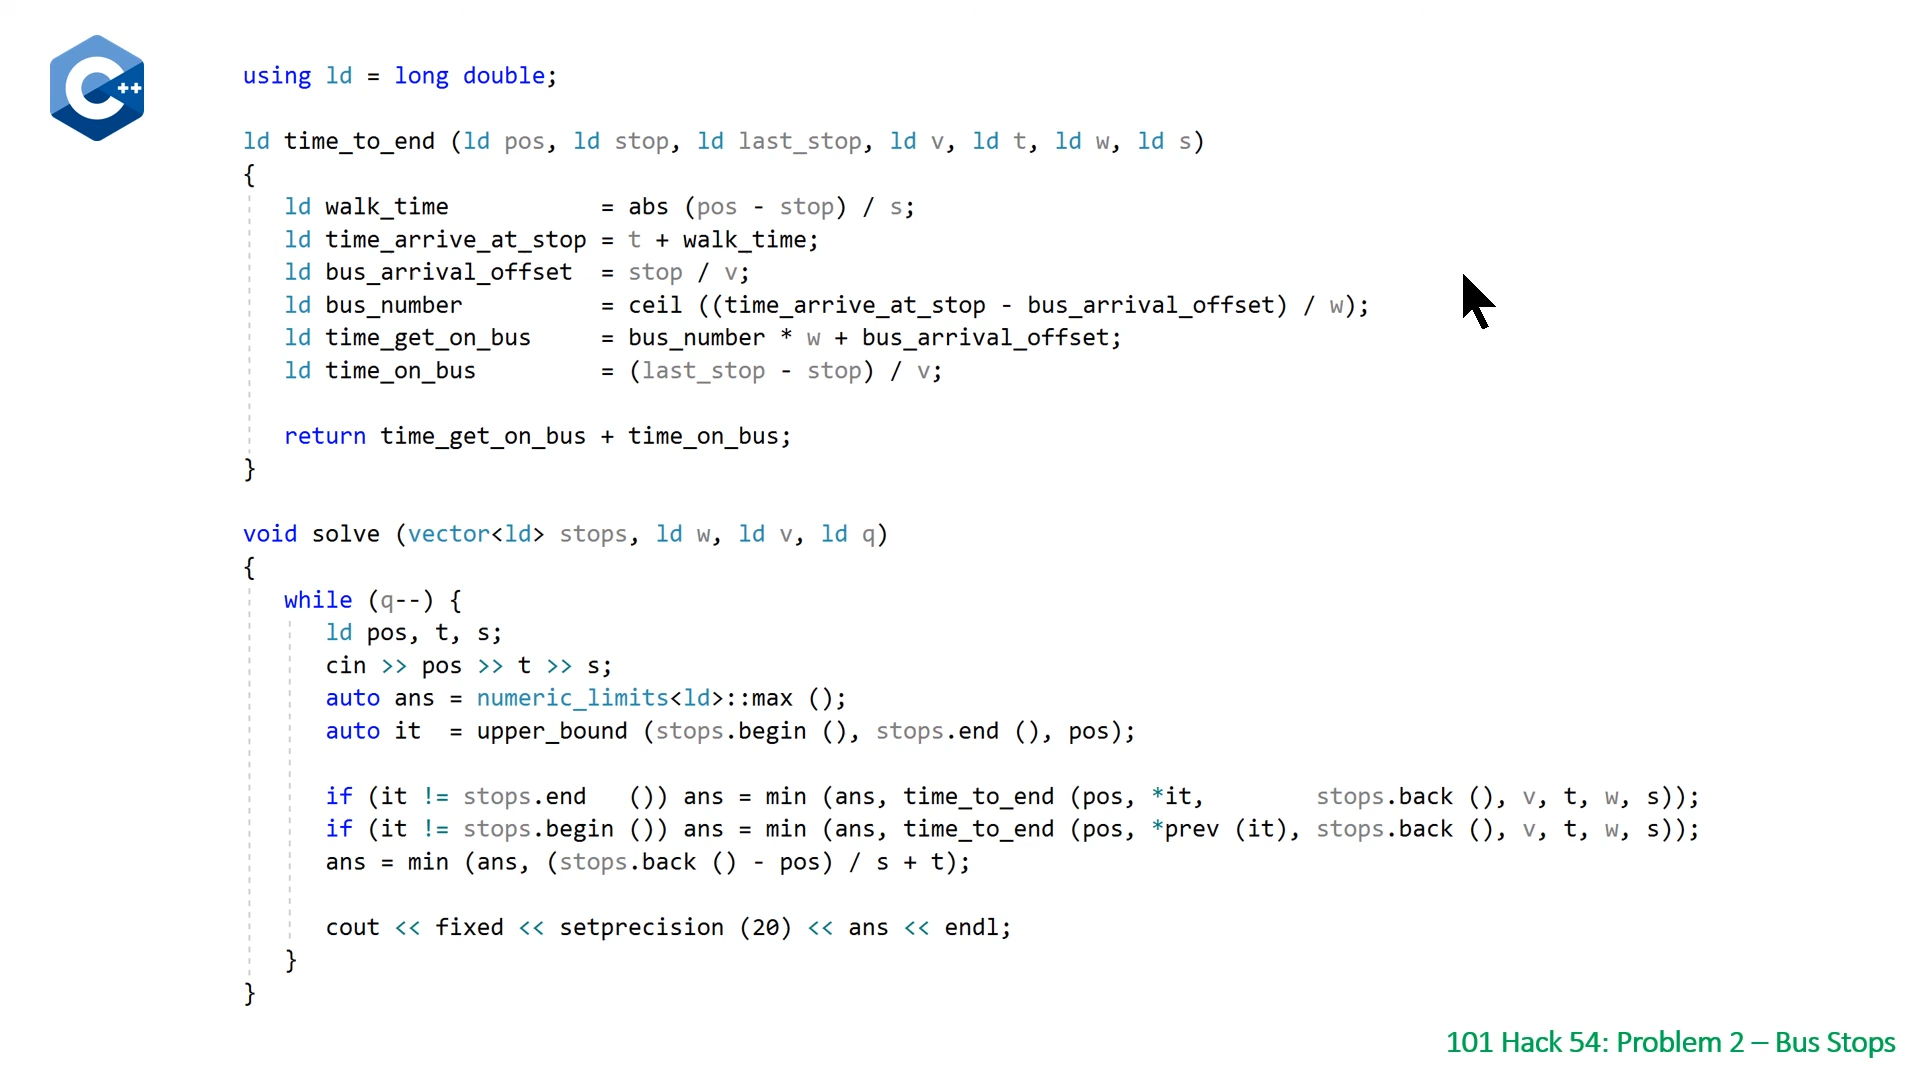 C++
using ld = long double;
ld time_to_end (ld pos, ld stop, ld last_stop, ld v, ld t, ld w, ld s)
{
ld walk_time = abs (pos - stop) / s;
ld time_arrive_at_stop = t + walk_time;
ld bus_arrival_offset = stop / v;
ld bus_number = ceil ((time_arrive_at_stop - bus_arrival_offset) / w);
ld time_get_on_bus = bus_number * w + bus_arrival_offset;
ld time_on_bus = (last_stop - stop) / v;
return time_get_on_bus + time_on_bus;
}
void solve (vector<ld> stops, ld w, ld v, ld q)
{
while (q--) {
ld pos, t, s;
cin >> pos >> t >> s;
auto ans = numeric_limits<ld>::max ();
auto it = upper_bound (stops.begin (), stops.end (), pos);
if (it != stops.end ()) ans = min (ans, time_to_end (pos, *it, stops.back (), v, t, w, s));
if (it != stops.begin ()) ans = min (ans, time_to_end (pos, *prev (it), stops.back (), v, t, w, s));
ans = min (ans, (stops.back () - pos) / s + t);
cout << fixed << setprecision (20) << ans << endl;
}
}
101 Hack 54: Problem 2 – Bus Stops